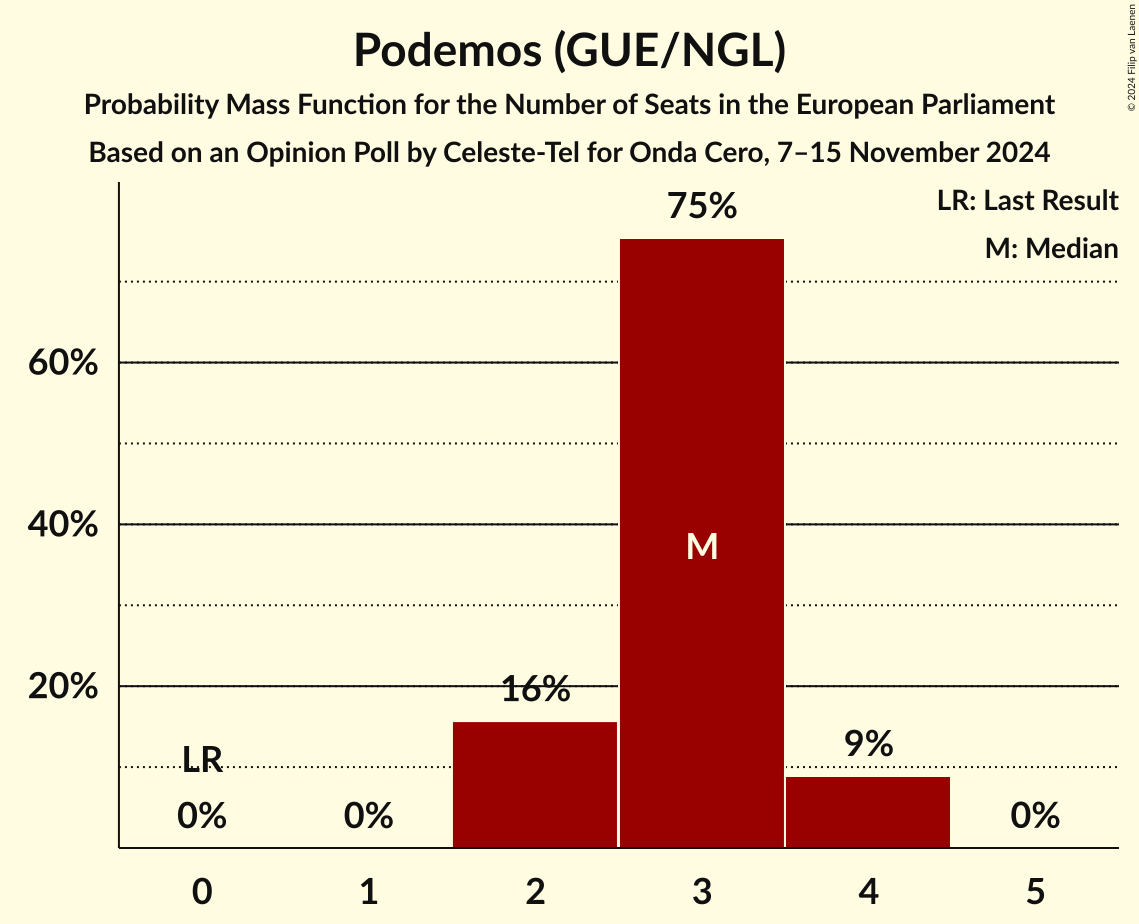 Podemos (GUE/NGL)
Probability Mass Function for the Number of Seats in the European Parliament
Based on an Opinion Poll by Celeste-Tel for Onda Cero, 7–15 November 2024
© 2024 Filip van Laenen
LR: Last Result
M: Median
75%
60%
40%
M
20%
16%
LR
9%
0%
0%
0%
0
1
2
3
4
5